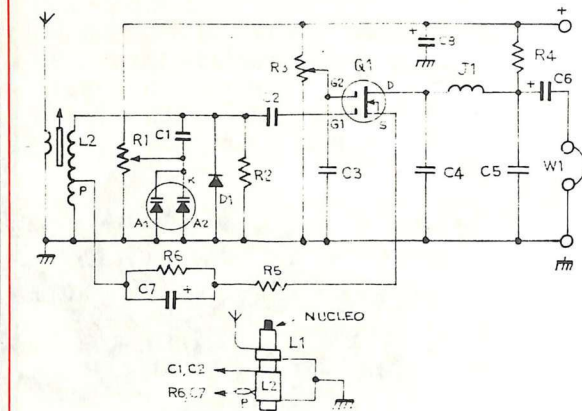 +
C8
R4
R3
Q1
J1
+ C6
G2
D
C2
G1
S
L2
R1
C1
K
P
A1
A2
D1
R2
C3
C4
C5
W1
R6
C7 +
R5
NUCLEO
L1
C1,C2
L2
R6,C7
P